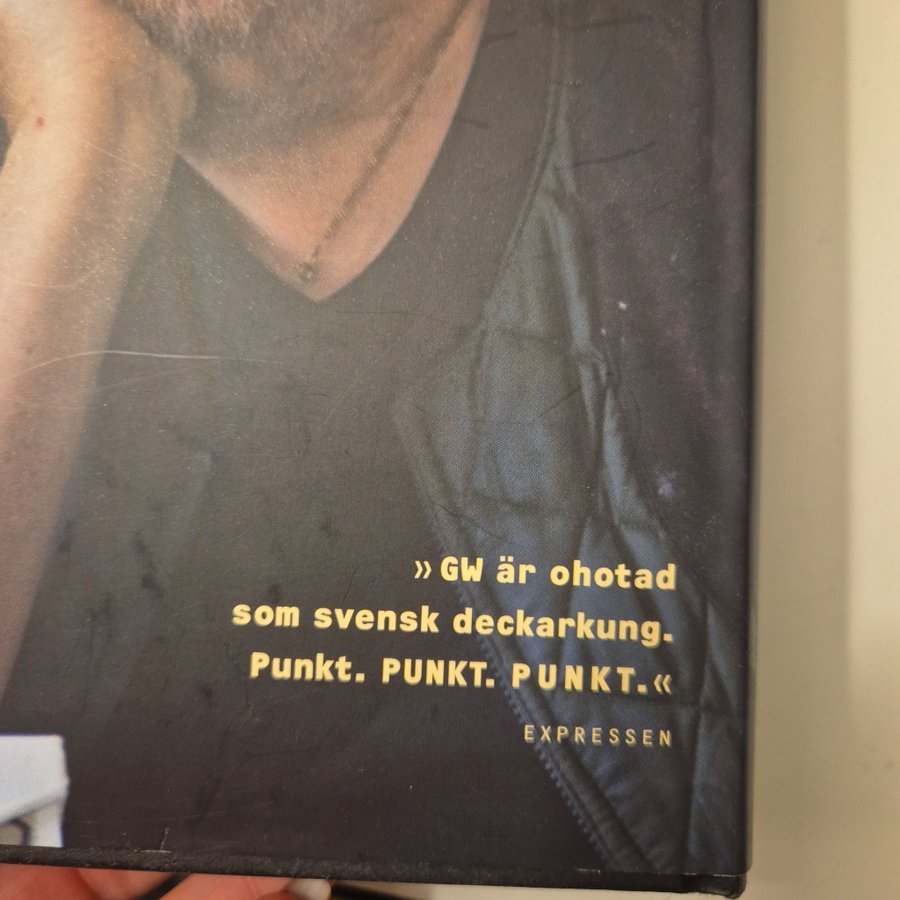 »GW är ohotad
som svensk deckarkung.
Punkt. PUNKT. PUNKT.«
EXPRESSEN